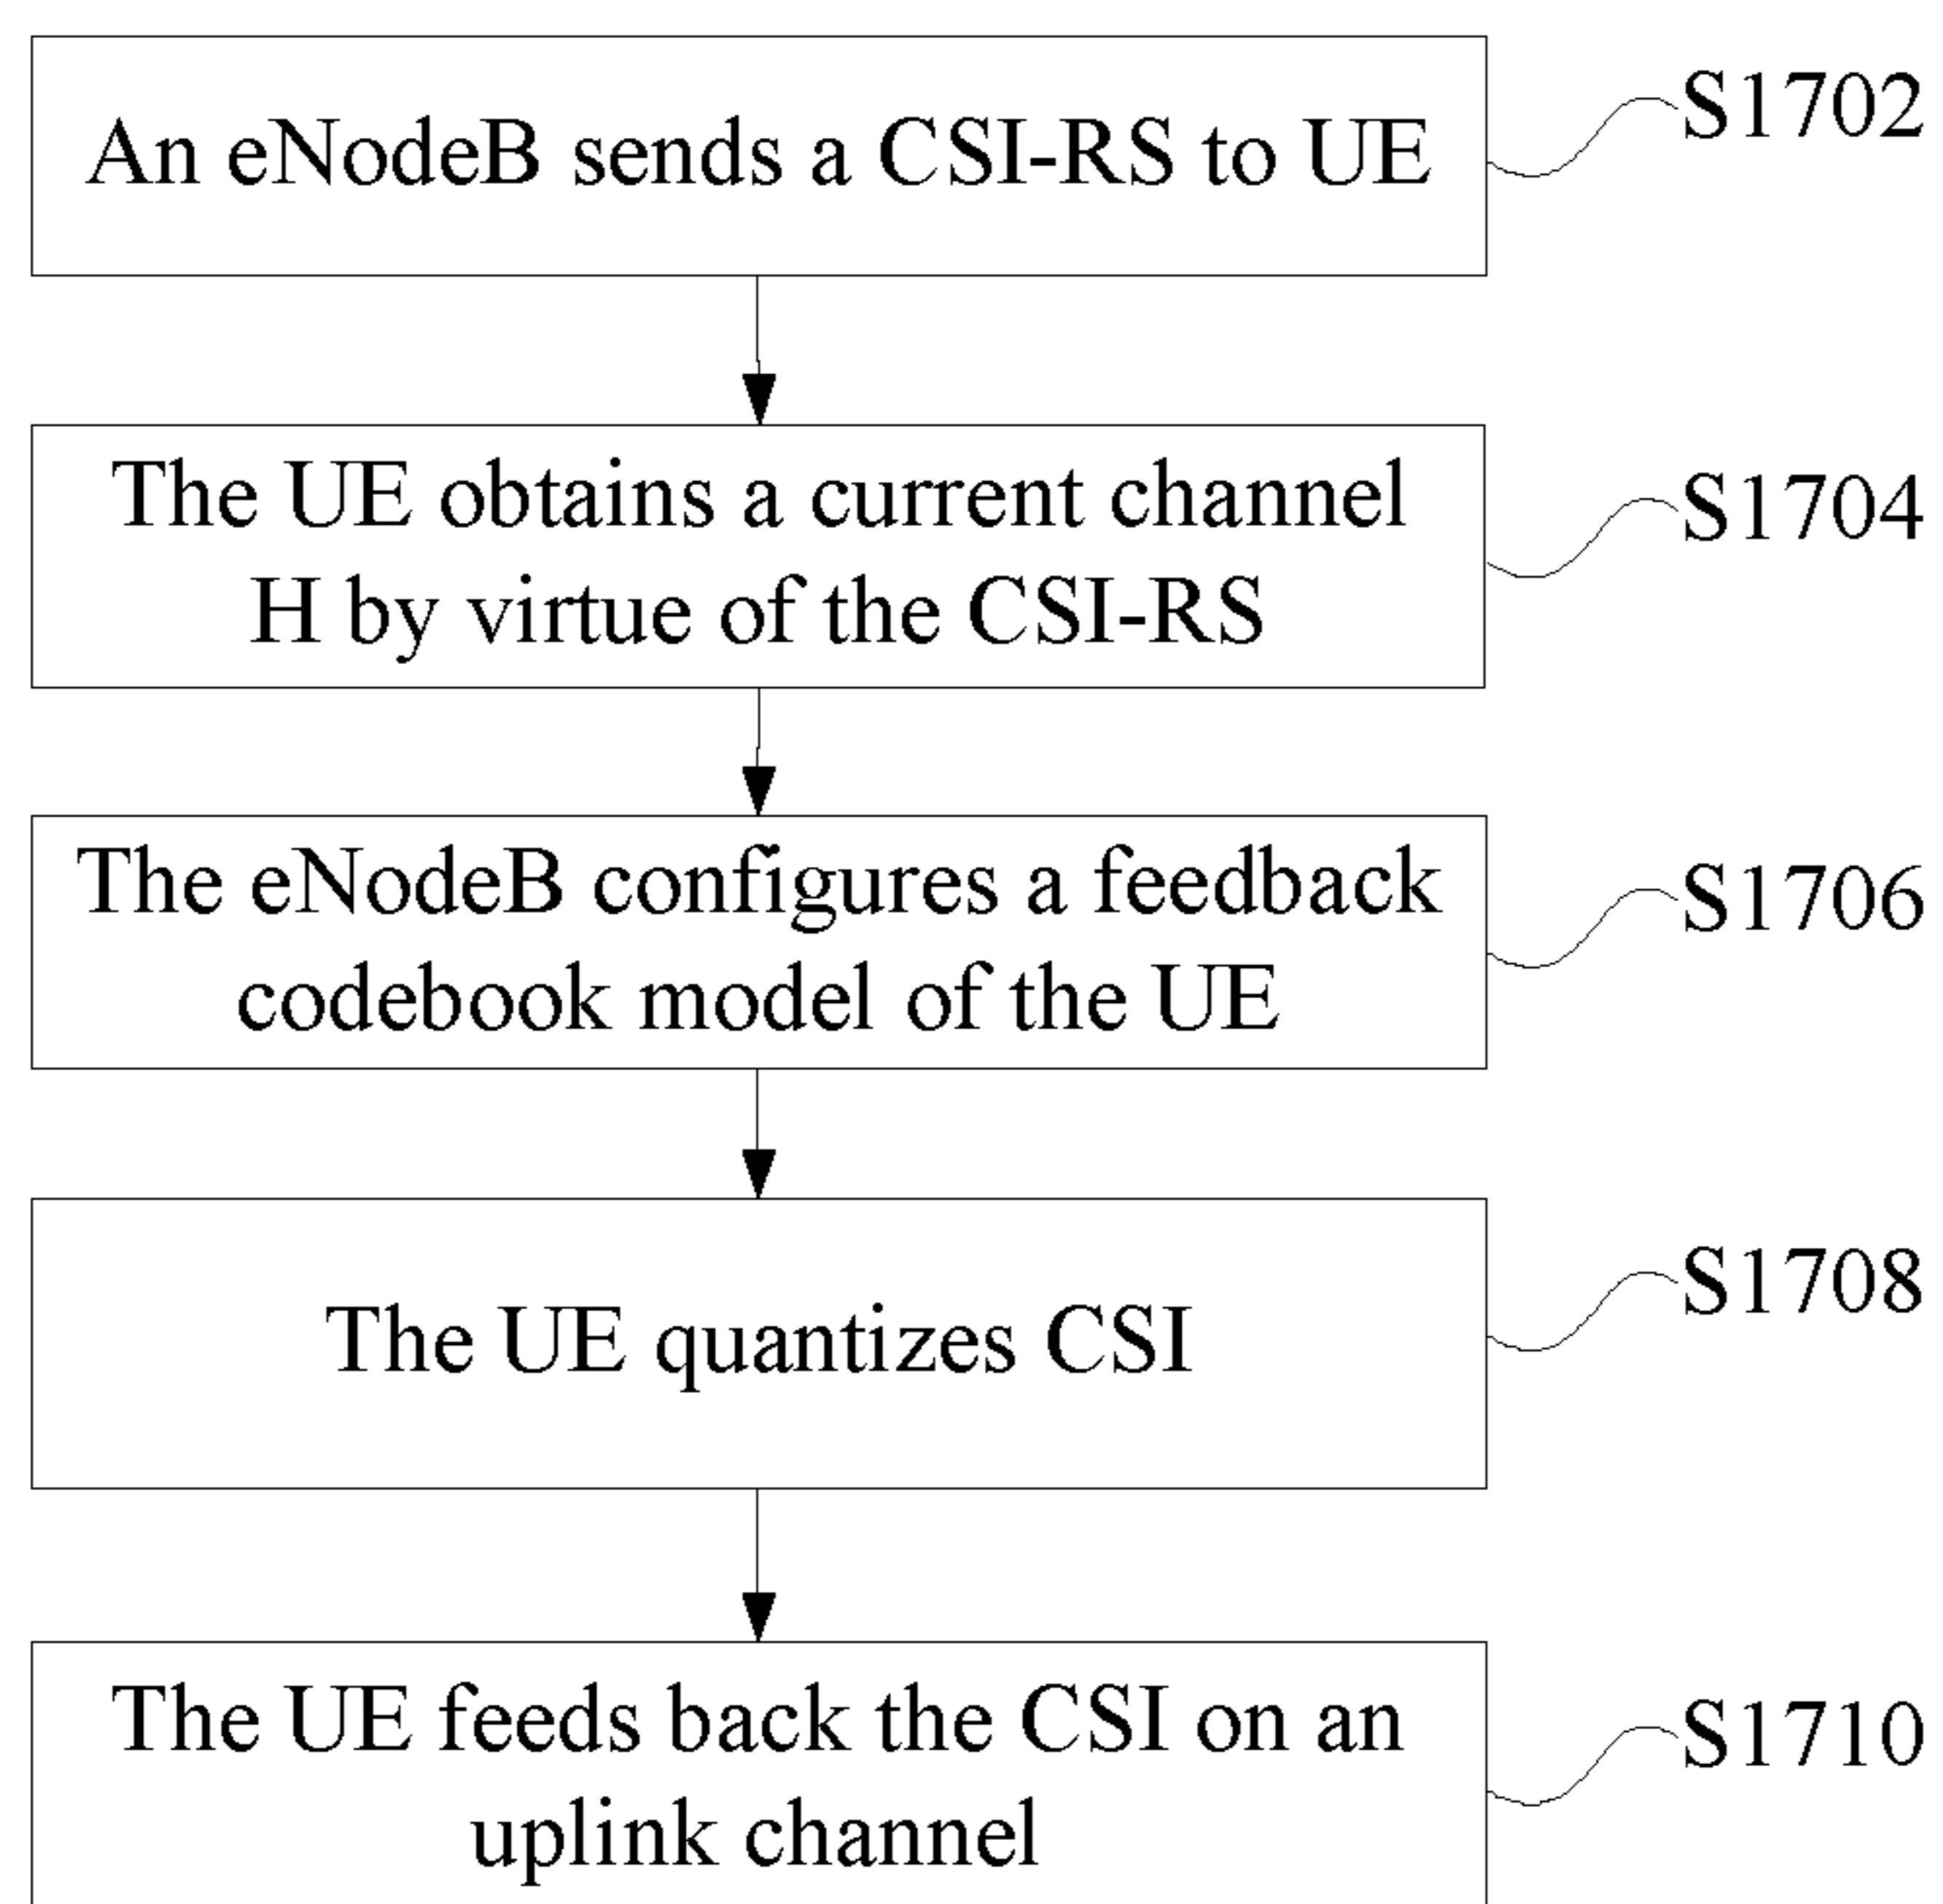 An eNodeB sends a CSI-RS to UE
S1702
The UE obtains a current channel
H by virtue of the CSI-RS
S1704
The eNodeB configures a feedback
codebook model of the UE
S1706
The UE quantizes CSI
S1708
The UE feeds back the CSI on an
uplink channel
S1710